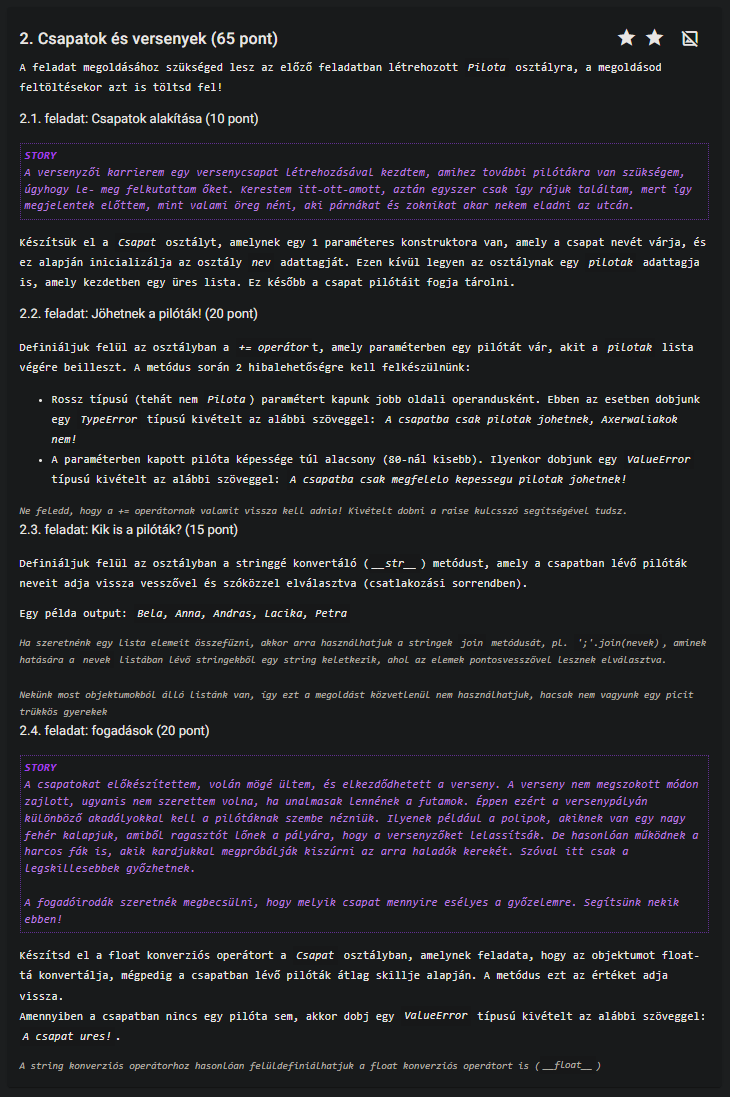 2. Csapatok és versenyek (65 pont)
A feladat megoldásához szükséged lesz az előző feladatban létrehozott Pilota osztályra, a megoldásod
feltöltésekor azt is töltsd fel!
2.1. feladat: Csapatok alakítása (10 pont)
STORY
A versenyzői karrierem egy versenycsapat létrehozásával kezdtem, amihez további pilótákra van szükségem,
úgyhogy le- meg felkutattam őket. Kerestem itt-ott-amott, aztán egyszer csak így rájuk találtam, mert így
megjelentek előttem, mint valami öreg néni, aki párnákat és zoknikat akar nekem eladni az utcán.
Készítsük el a Csapat osztályt, amelynek egy 1 paraméteres konstruktora van, amely a csapat nevét várja, és
ez alapján inicializálja az osztály nev adattagját. Ezen kívül legyen az osztálynak egy pilotak adattagja
is, amely kezdetben egy üres lista. Ez később a csapat pilótáit fogja tárolni.
2.2. feladat: Jöhetnek a pilóták! (20 pont)
Definiáljuk felül az osztályban a += operátort, amely paraméterben egy pilótát vár, akit a pilotak lista
végére beilleszt. A metódus során 2 hibalehetőségre kell felkészülnünk:
• Rossz típusú (tehát nem Pilota) paramétert kapunk jobb oldali operandusként. Ebben az esetben dobjunk
egy TypeError típusú kivételt az alábbi szöveggel: A csapatba csak pilotak johetnek, Axerwaliakok
nem!
• A paraméterben kapott pilóta képessége túl alacsony (80-nál kisebb). Ilyenkor dobjunk egy ValueError
típusú kivételt az alábbi szöveggel: A csapatba csak megfelelo kepessegu pilotak johetnek!
Ne feledd, hogy a += operátornak valamit vissza kell adnia! Kivételt dobni a raise kulcsszó segítségével tudsz.
2.3. feladat: Kik is a pilóták? (15 pont)
Definiáljuk felül az osztályban a stringgé konvertáló (__str__) metódust, amely a csapatban lévő pilóták
neveit adja vissza vesszővel és szóközzel elválasztva (csatlakozási sorrendben).
Egy példa output: Bela, Anna, Andras, Lacika, Petra
Ha szeretnénk egy lista elemeit összefűzni, akkor arra használhatjuk a stringek join metódusát, pl. ';'.join(nevek), aminek
hatására a nevek listában lévő stringekből egy string keletkezik, ahol az elemek pontosvesszővel lesznek elválasztva.
Nekünk most objektumokból álló listánk van, így ezt a megoldást közvetlenül nem használhatjuk, hacsak nem vagyunk egy picit
trükkös gyerekek
2.4. feladat: fogadások (20 pont)
STORY
A csapatokat előkészítettem, volán mögé ültem, és elkezdődhetett a verseny. A verseny nem megszokott módon
zajlott, ugyanis nem szerettem volna, ha unalmasak lennének a futamok. Éppen ezért a versenypályán
különböző akadályokkal kell a pilótáknak szembe nézniük. Ilyenek például a polipok, akiknek van egy nagy
fehér kalapjuk, amiből ragasztót lőnek a pályára, hogy a versenyzőket lelassítsák. De hasonlóan működnek a
harcos fák is, akik kardjukkal megpróbálják kiszúrni az arra haladók kerekét. Szóval itt csak a
legskillesebbek győzhetnek.
A fogadóirodák szeretnék megbecsülni, hogy melyik csapat mennyire esélyes a győzelemre. Segítsünk nekik
ebben!
Készítsd el a float konverziós operátort a Csapat osztályban, amelynek feladata, hogy az objektumot float-
tá konvertálja, mégpedig a csapatban lévő pilóták átlag skillje alapján. A metódus ezt az értéket adja
vissza.
Amennyiben a csapatban nincs egy pilóta sem, akkor dobj egy ValueError típusú kivételt az alábbi szöveggel:
A csapat ures!.
A string konverziós operátorhoz hasonlóan felüldefiniálhatjuk a float konverziós operátort is (__float__)